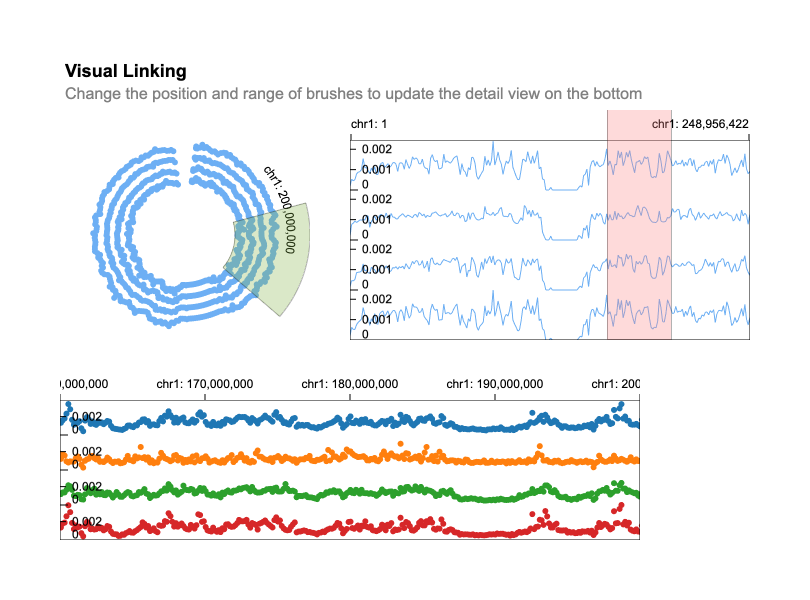 Visual Linking
Change the position and range of brushes to update the detail view on the bottom
chr1: 200,000,000
chr1: 1
chr1: 248,956,422
0.002
0.001
0
0.002
0.001
0
0.002
0.001
0
0.002
0.001
0
0,000,000
chr1: 170,000,000
chr1: 180,000,000
chr1: 190,000,000
chr1: 200
0.002
0
0.002
0
0.002
0
0.002
0